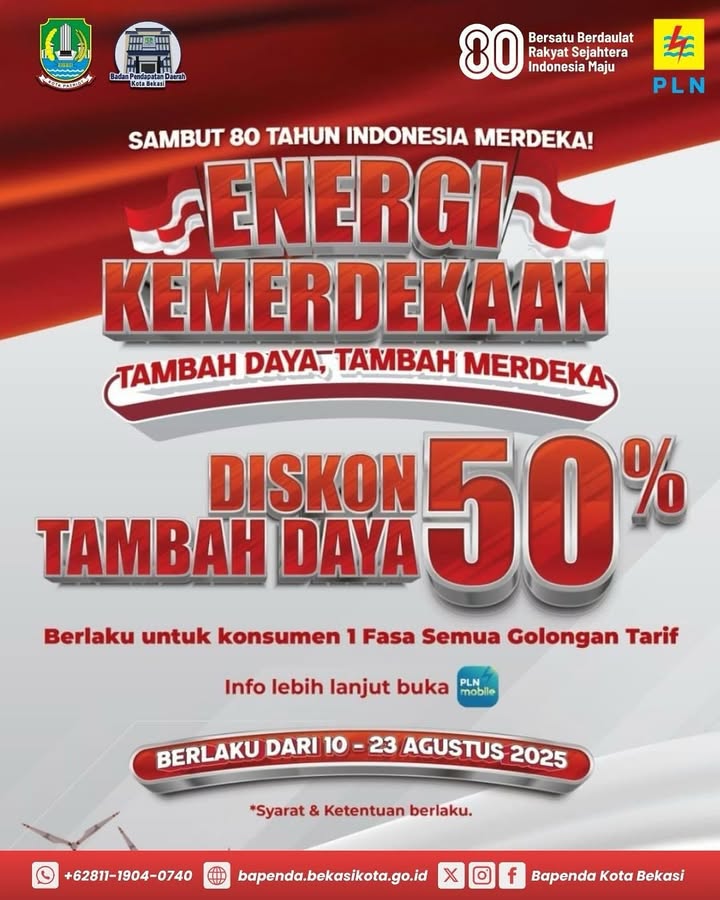 BEKASI
KOTA PATRIOT
Badan Pendapatan Daerah
Kota Bekasi
80
Bersatu Berdaulat
Rakyat Sejahtera
Indonesia Maju
PLN
SAMBUT 80 TAHUN INDONESIA MERDEKA!
ENERGI
KEMERDEKAAN
TAMBAH DAYA, TAMBAH MERDEKA
DISKON
TAMBAH DAYA 50%
Berlaku untuk konsumen 1 Fasa Semua Golongan Tarif
Info lebih lanjut buka PLN mobile
BERLAKU DARI 10 - 23 AGUSTUS 2025
*Syarat & Ketentuan berlaku.
+62811-1904-0740 bapenda.bekasikota.go.id Bapenda Kota Bekasi